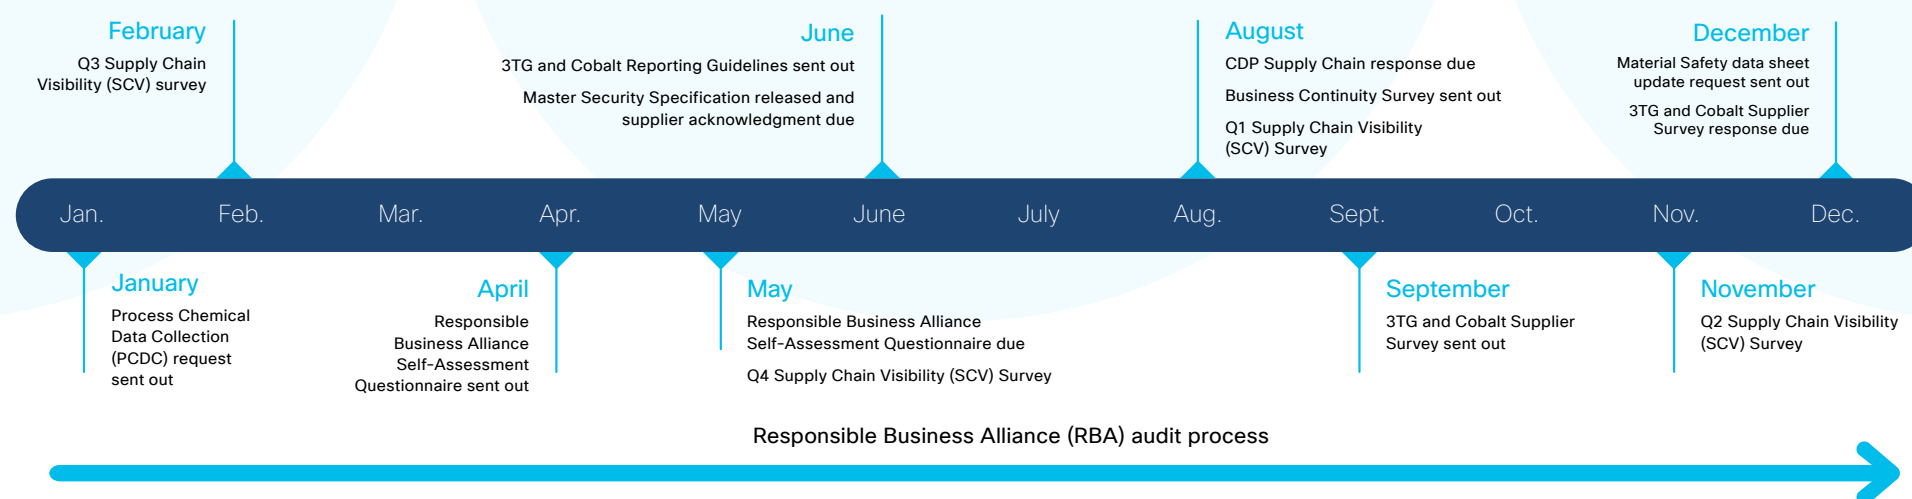 February
Q3 Supply Chain
Visibility (SCV) survey
June
3TG and Cobalt Reporting Guidelines sent out
Master Security Specification released and
supplier acknowledgment due
August
CDP Supply Chain response due
Business Continuity Survey sent out
Q1 Supply Chain Visibility
(SCV) Survey
December
Material Safety data sheet
update request sent out
3TG and Cobalt Supplier
Survey response due
Jan. Feb. Mar. Apr. May June July Aug. Sept. Oct. Nov. Dec.
January
Process Chemical
Data Collection
(PCDC) request
sent out
April
Responsible
Business Alliance
Self-Assessment
Questionnaire sent out
May
Responsible Business Alliance
Self-Assessment Questionnaire due
Q4 Supply Chain Visibility (SCV) Survey
September
3TG and Cobalt Supplier
Survey sent out
November
Q2 Supply Chain Visibility
(SCV) Survey
Responsible Business Alliance (RBA) audit process